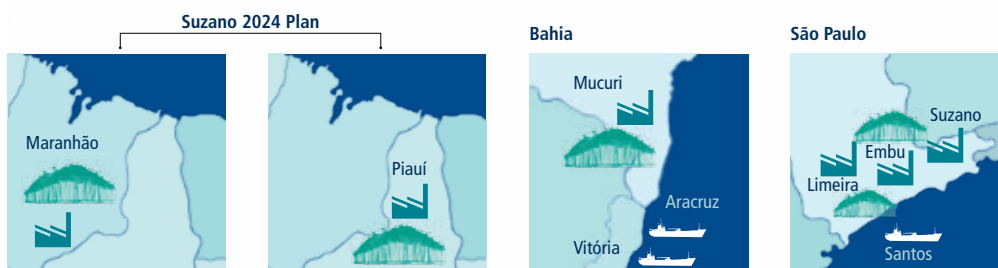 Suzano 2024 Plan
Maranhão
Piauí
Bahia
Mucuri
Aracruz
Vitória
São Paulo
Suzano
Embu
Limeira
Santos